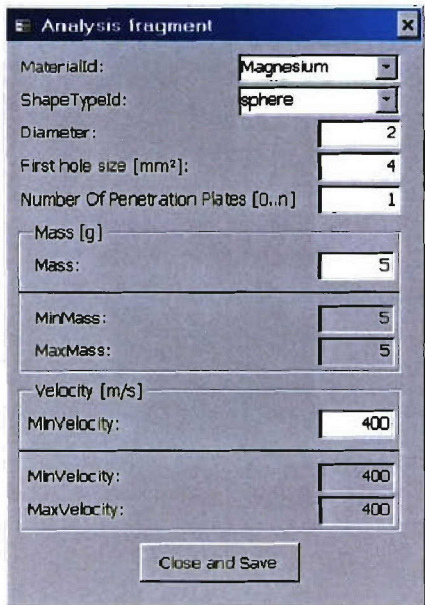 Analysis fragment
MaterialId: Magnesium
ShapeTypeId: sphere
Diameter: 2
First hole size [mm²]: 4
Number Of Penetration Plates [0..n] 1
Mass [g]
Mass: 5
MinMass: 5
MaxMass: 5
Velocity [m/s]
MinVelocity: 400
MinVelocity: 400
MaxVelocity: 400
Close and Save